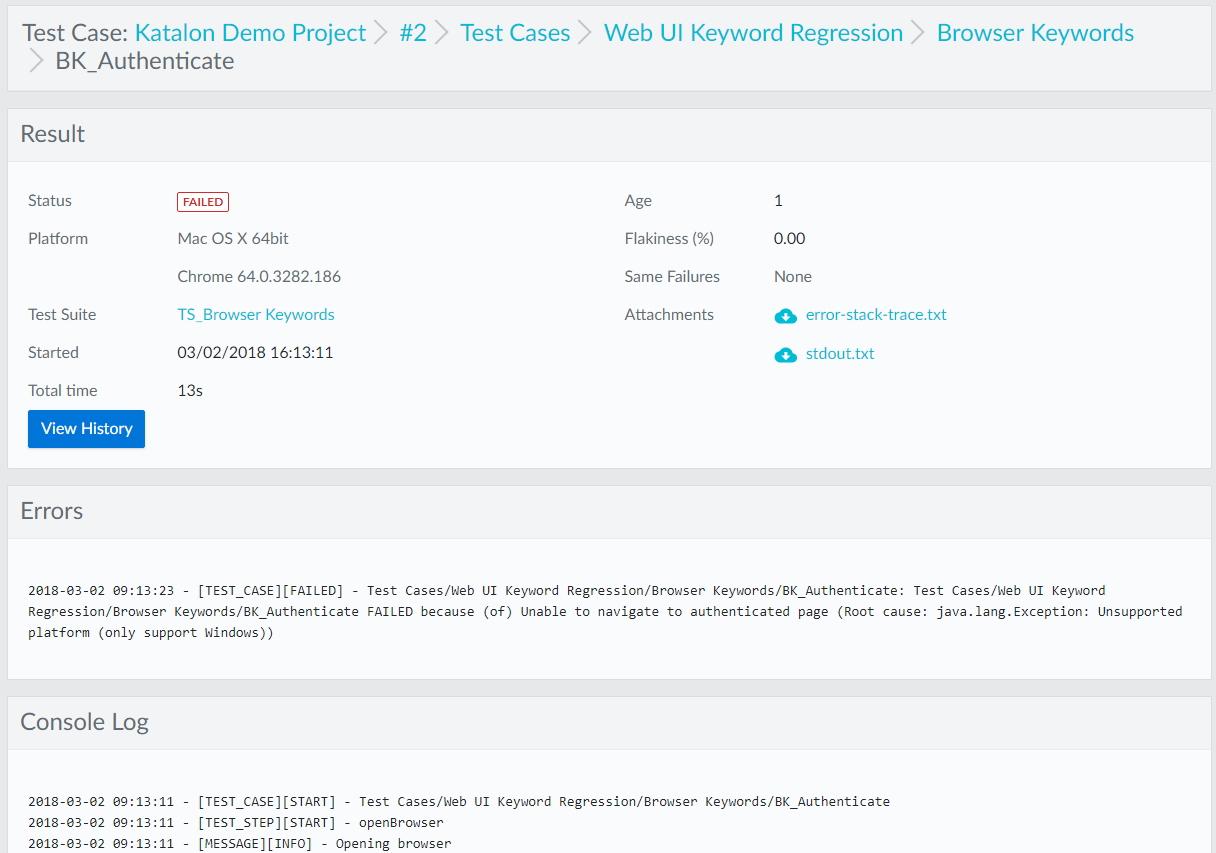 Test Case: Katalon Demo Project > #2 > Test Cases > Web UI Keyword Regression > Browser Keywords
> BK_Authenticate
Result
Status FAILED
Age 1
Platform Mac OS X 64bit
Flakiness (%) 0.00
Chrome 64.0.3282.186
Same Failures None
Test Suite TS_Browser Keywords
Attachments error-stack-trace.txt
Started 03/02/2018 16:13:11
stdout.txt
Total time 13s
View History
Errors
2018-03-02 09:13:23 - [TEST_CASE][FAILED] - Test Cases/Web UI Keyword Regression/Browser Keywords/BK_Authenticate: Test Cases/Web UI Keyword
Regression/Browser Keywords/BK_Authenticate FAILED because (of) Unable to navigate to authenticated page (Root cause: java.lang.Exception: Unsupported
platform (only support Windows))
Console Log
2018-03-02 09:13:11 - [TEST_CASE][START] - Test Cases/Web UI Keyword Regression/Browser Keywords/BK_Authenticate
2018-03-02 09:13:11 - [TEST_STEP][START] - openBrowser
2018-03-02 09:13:11 - [MESSAGE][INFO] - Opening browser